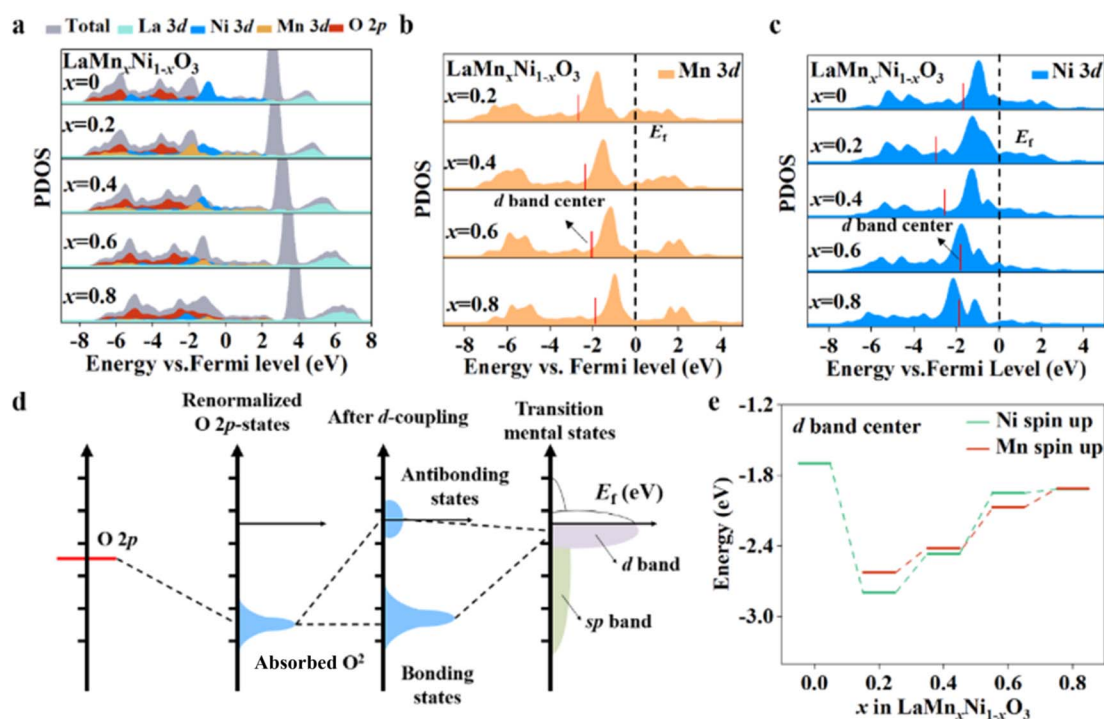 a
Total La 3d Ni 3d Mn 3d O 2p
LaMnxNi1-xO3
x=0
x=0.2
x=0.4
x=0.6
x=0.8
PDOS
-8 -6 -4 -2 0 2 4 6 8
Energy vs.Fermi level (eV)
b
LaMnxNi1-xO3
Mn 3d
x=0.2
Ef
x=0.4
d band center
x=0.6
x=0.8
PDOS
-8 -6 -4 -2 0 2 4
Energy vs. Fermi level (eV)
c
LaMnxNi1-xO3
Ni 3d
x=0
x=0.2
Ef
x=0.4
d band center
x=0.6
x=0.8
PDOS
-8 -6 -4 -2 0 2 4
Energy vs.Fermi Level (eV)
d
Renormalized
O 2p-states
After d-coupling
Transition
mental states
Antibonding
states
Ef (eV)
O 2p
d band
sp band
Absorbed O2
Bonding
states
e
d band center
Ni spin up
Mn spin up
-1.2
-1.8
-2.4
-3.0
Energy (eV)
0.0 0.2 0.4 0.6 0.8
x in LaMnxNi1-xO3